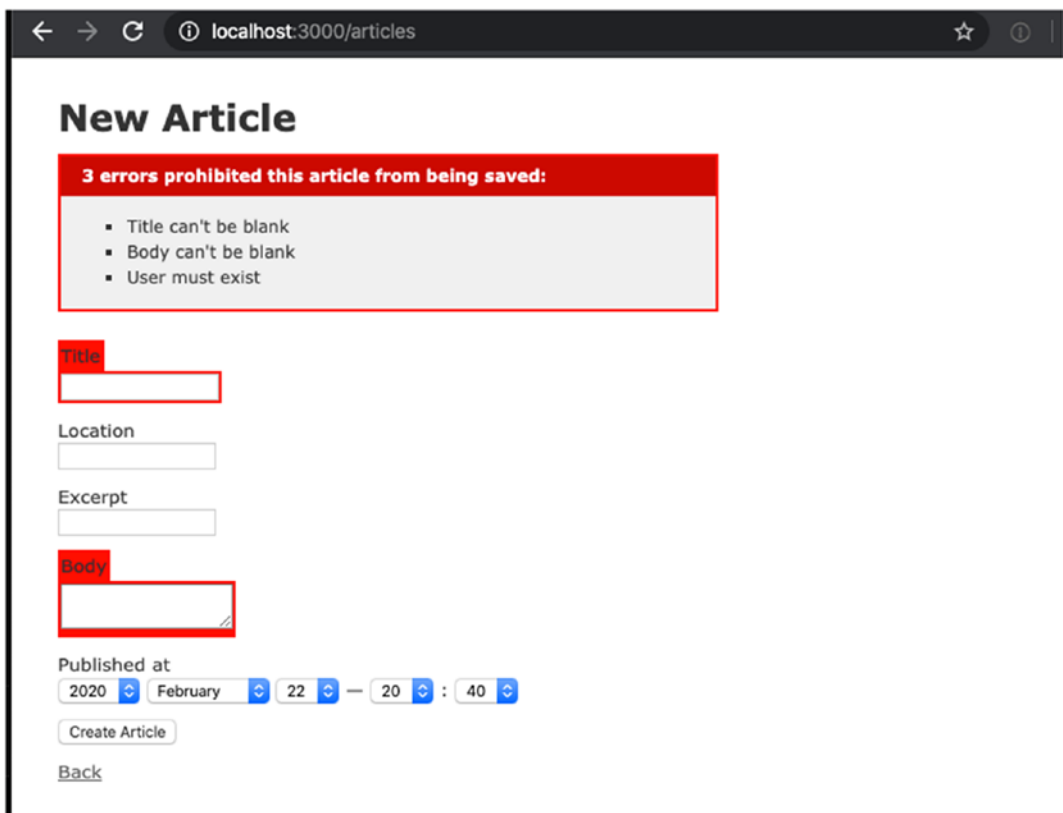 localhost:3000/articles
New Article
3 errors prohibited this article from being saved:
Title can't be blank
Body can't be blank
User must exist
Title
Location
Excerpt
Body
Published at
2020 February 22 — 20 : 40
Create Article
Back